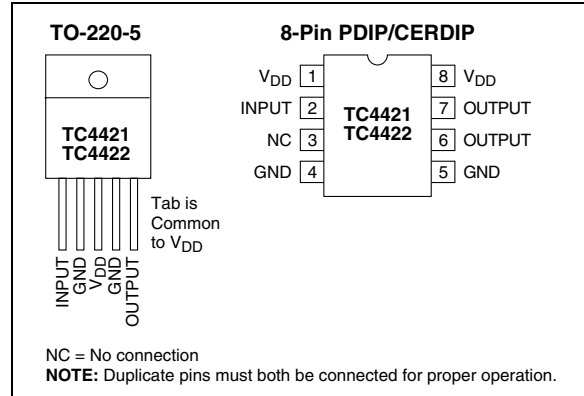 TO-220-5
TC4421
TC4422
Tab is
Common
to VDD
INPUT
GND
VDD
GND
OUTPUT
8-Pin PDIP/CERDIP
VDD 1
INPUT 2
NC 3
GND 4
TC4421
TC4422
8 VDD
7 OUTPUT
6 OUTPUT
5 GND
NC = No connection
NOTE: Duplicate pins must both be connected for proper operation.